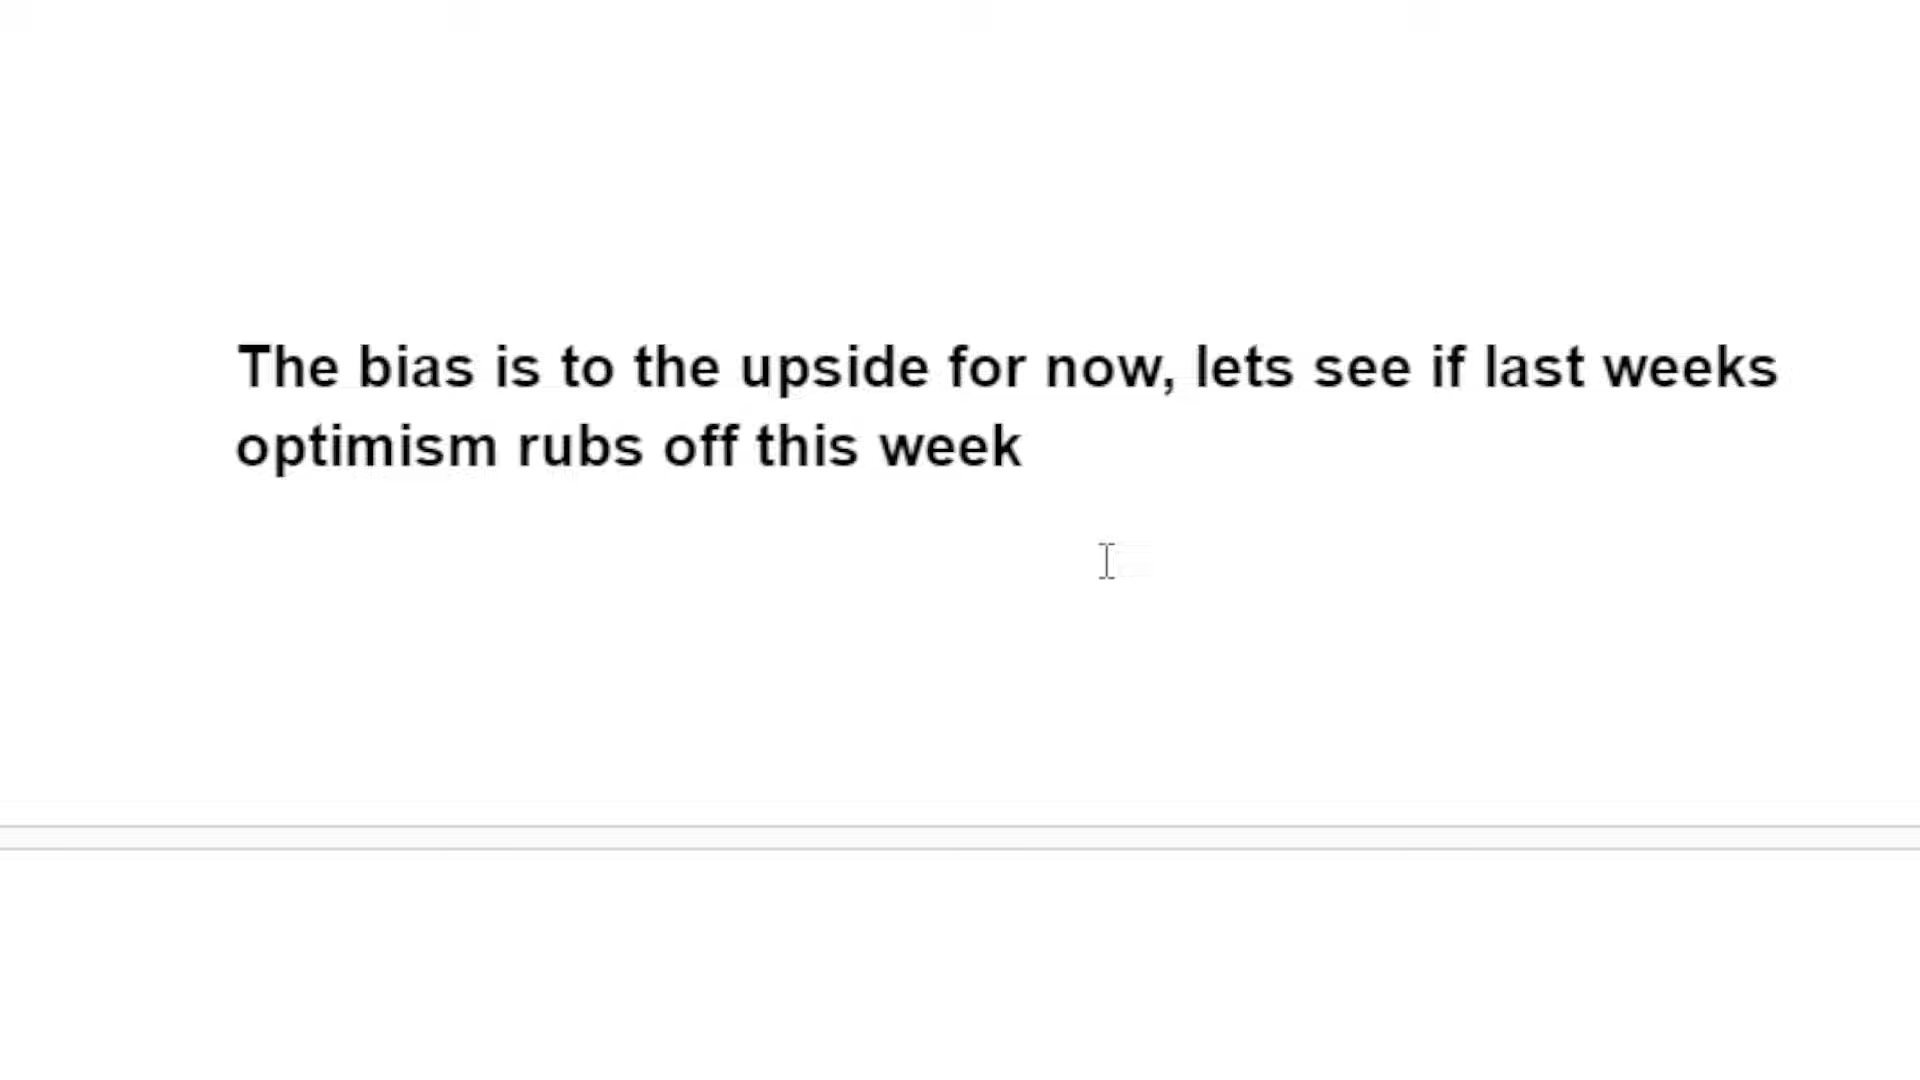 The bias is to the upside for now, lets see if last weeks
optimism rubs off this week